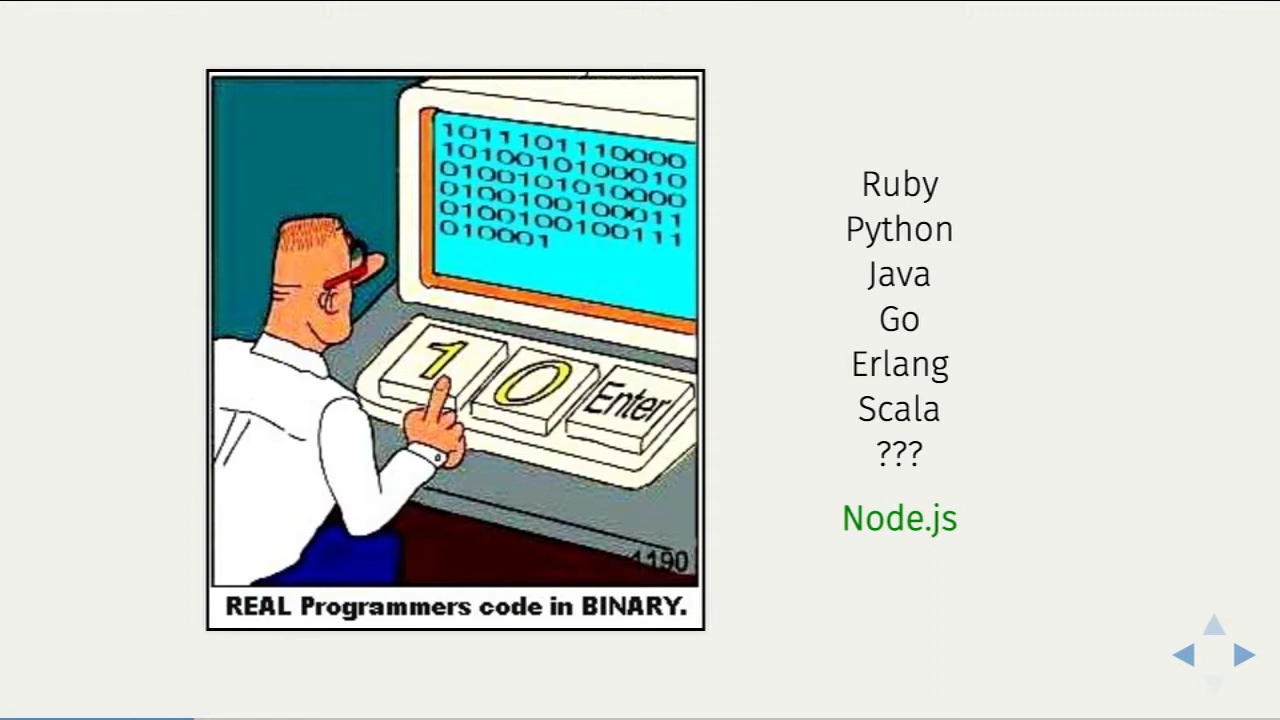 1011101110000
1010010100010
0100101010000
0100100100011
0100100100111
010001
1
0
Enter
1190
REAL Programmers code in BINARY.
Ruby
Python
Java
Go
Erlang
Scala
???
Node.js